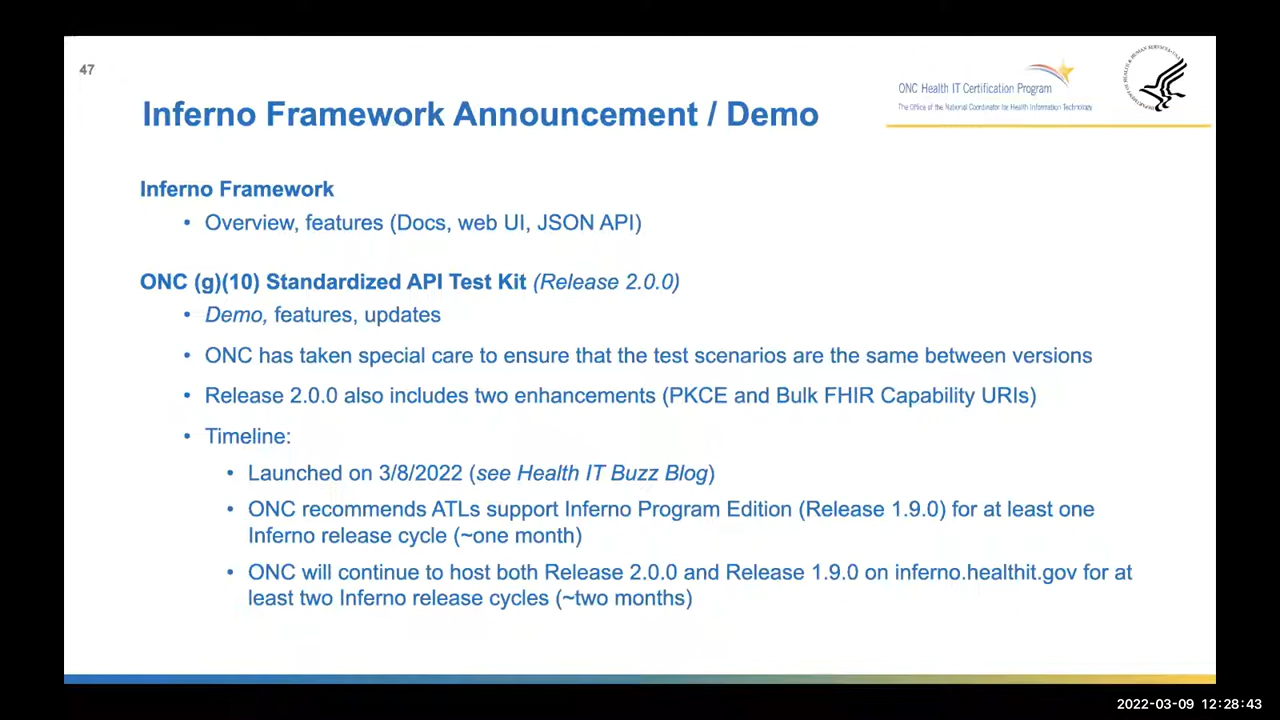 47
ONC Health IT Certification Program
The Office of the National Coordinator for Health Information Technology
Inferno Framework Announcement / Demo
Inferno Framework
• Overview, features (Docs, web UI, JSON API)
ONC (g)(10) Standardized API Test Kit (Release 2.0.0)
• Demo, features, updates
• ONC has taken special care to ensure that the test scenarios are the same between versions
• Release 2.0.0 also includes two enhancements (PKCE and Bulk FHIR Capability URIs)
• Timeline:
• Launched on 3/8/2022 (see Health IT Buzz Blog)
• ONC recommends ATLs support Inferno Program Edition (Release 1.9.0) for at least one
Inferno release cycle (~one month)
• ONC will continue to host both Release 2.0.0 and Release 1.9.0 on inferno.healthit.gov for at
least two Inferno release cycles (~two months)
2022-03-09 12:28:43